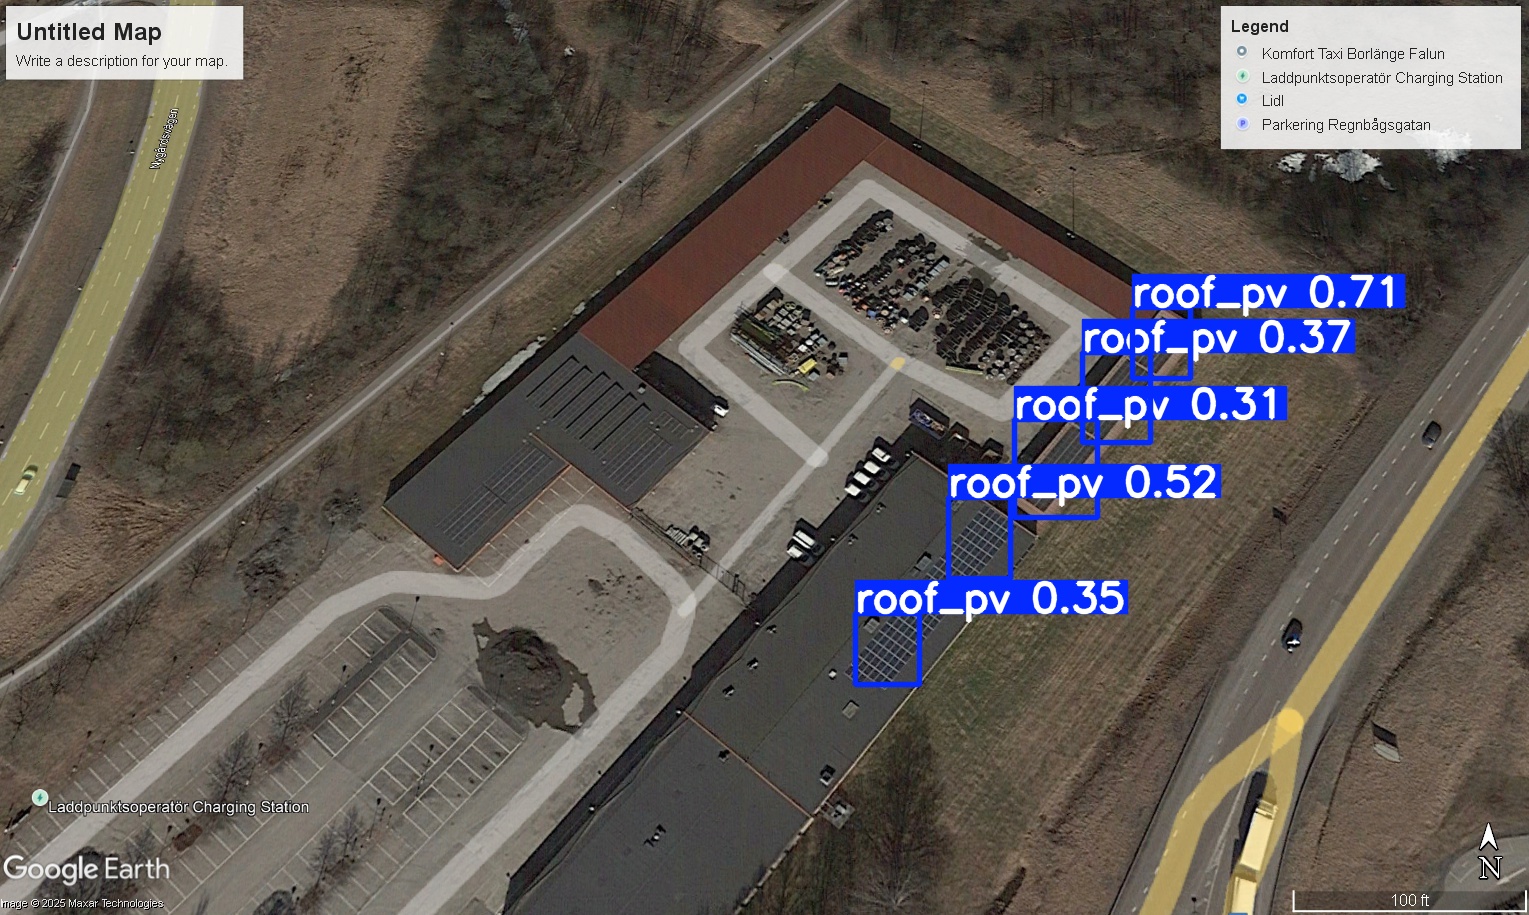 Untitled Map
Write a description for your map.
Legend
Komfort Taxi Borlänge Falun
Laddpunktsoperatör Charging Station
Lidl
Parkering Regnbågsgatan
Nygårdsvägen
roof_pv 0.71
roof_pv 0.37
roof_pv 0.31
roof_pv 0.52
roof_pv 0.35
Laddpunktsoperatör Charging Station
Google Earth
mage © 2025 Maxar Technologies
N
100 ft